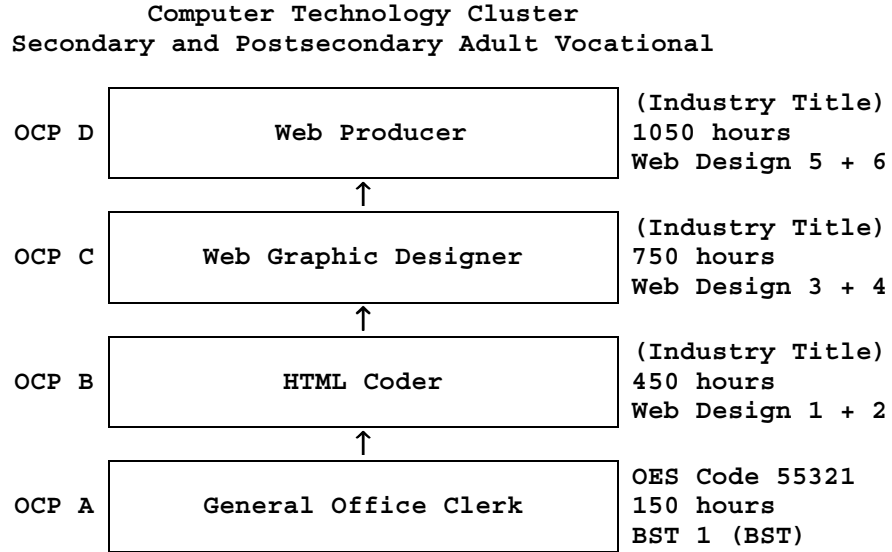 Computer Technology Cluster
Secondary and Postsecondary Adult Vocational
OCP D
Web Producer
(Industry Title)
1050 hours
Web Design 5 + 6
↑
OCP C
Web Graphic Designer
(Industry Title)
750 hours
Web Design 3 + 4
↑
OCP B
HTML Coder
(Industry Title)
450 hours
Web Design 1 + 2
↑
OCP A
General Office Clerk
OES Code 55321
150 hours
BST 1 (BST)